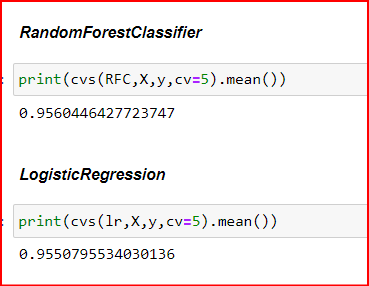 RandomForestClassifier
: print(cvs(RFC,X,y,cv=5).mean())
0.9560446427723747
LogisticRegression
: print(cvs(lr,X,y,cv=5).mean())
0.9550795534030136